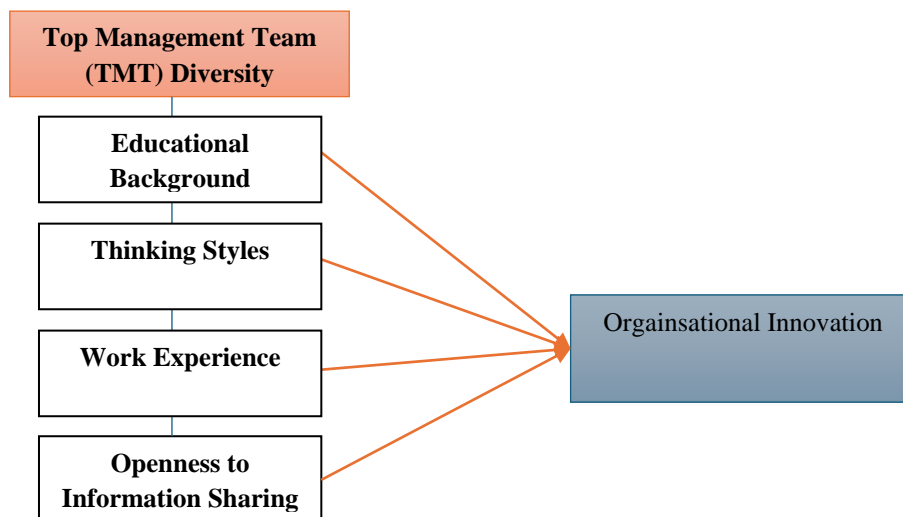 Top Management Team
(TMT) Diversity
Educational
Background
Thinking Styles
Work Experience
Openness to
Information Sharing
Orgainsational Innovation